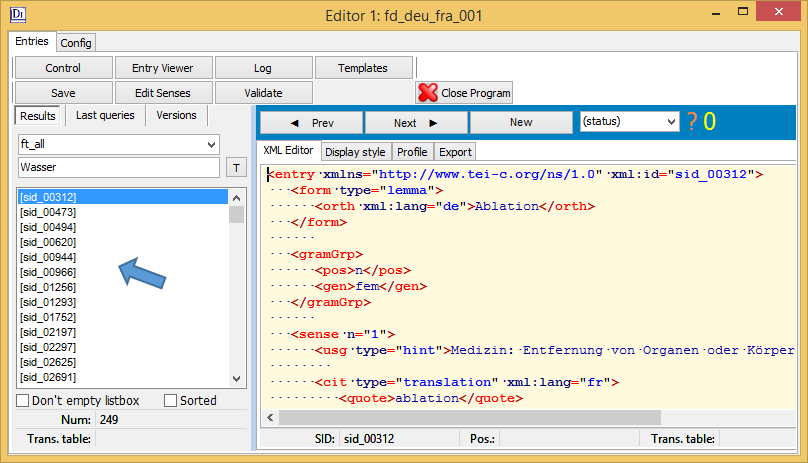 Editor 1: fd_deu_fra_001
Entries Config
Control Entry Viewer Log Templates
Save Edit Senses Validate Close Program
Results Last queries Versions
ft_all
Wasser T
[sid_00312]
[sid_00473]
[sid_00494]
[sid_00620]
[sid_00944]
[sid_00966]
[sid_01256]
[sid_01293]
[sid_01752]
[sid_02197]
[sid_02297]
[sid_02625]
[sid_02691]
Don't empty listbox Sorted
Num: 249
Trans. table:
Prev Next New (status) ? 0
XML Editor Display style Profile Export
<entry xmlns="http://www.tei-c.org/ns/1.0" xml:id="sid_00312">
<form type="lemma">
<orth xml:lang="de">Ablation</orth>
</form>
<gramGrp>
<pos>n</pos>
<gen>fem</gen>
</gramGrp>
<sense n="1">
<usg type="hint">Medizin: Entfernung von Organen oder Körper
<cit type="translation" xml:lang="fr">
<quote>ablation</quote>
SID: sid_00312 Pos.: Trans. table: